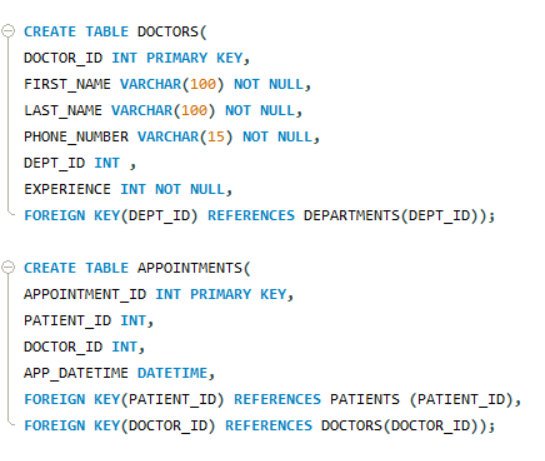 CREATE TABLE DOCTORS(
DOCTOR_ID INT PRIMARY KEY,
FIRST_NAME VARCHAR(100) NOT NULL,
LAST_NAME VARCHAR(100) NOT NULL,
PHONE_NUMBER VARCHAR(15) NOT NULL,
DEPT_ID INT ,
EXPERIENCE INT NOT NULL,
FOREIGN KEY(DEPT_ID) REFERENCES DEPARTMENTS(DEPT_ID));
CREATE TABLE APPOINTMENTS(
APPOINTMENT_ID INT PRIMARY KEY,
PATIENT_ID INT,
DOCTOR_ID INT,
APP_DATETIME DATETIME,
FOREIGN KEY(PATIENT_ID) REFERENCES PATIENTS (PATIENT_ID),
FOREIGN KEY(DOCTOR_ID) REFERENCES DOCTORS(DOCTOR_ID));